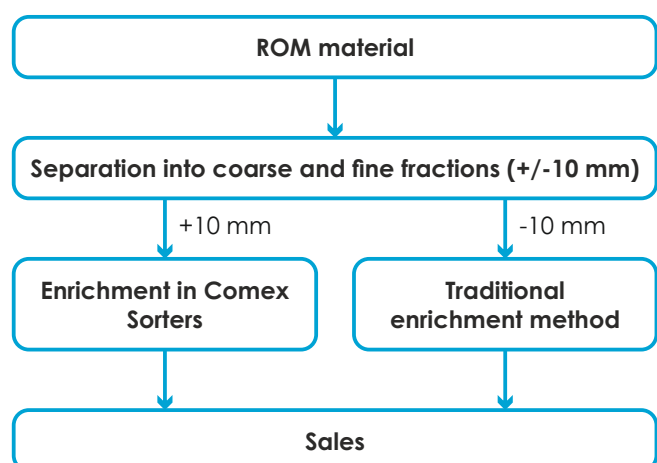 ROM material
Separation into coarse and fine fractions (+/-10 mm)
+10 mm
-10 mm
Enrichment in Comex
Sorters
Traditional
enrichment method
Sales